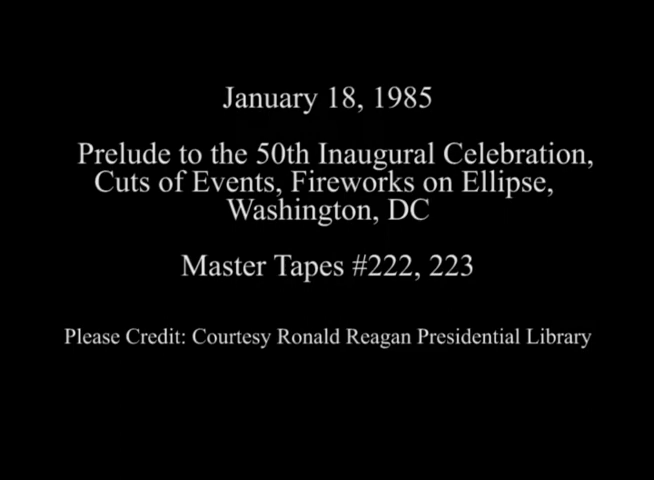 January 18, 1985
Prelude to the 50th Inaugural Celebration,
Cuts of Events, Fireworks on Ellipse,
Washington, DC
Master Tapes #222, 223
Please Credit: Courtesy Ronald Reagan Presidential Library